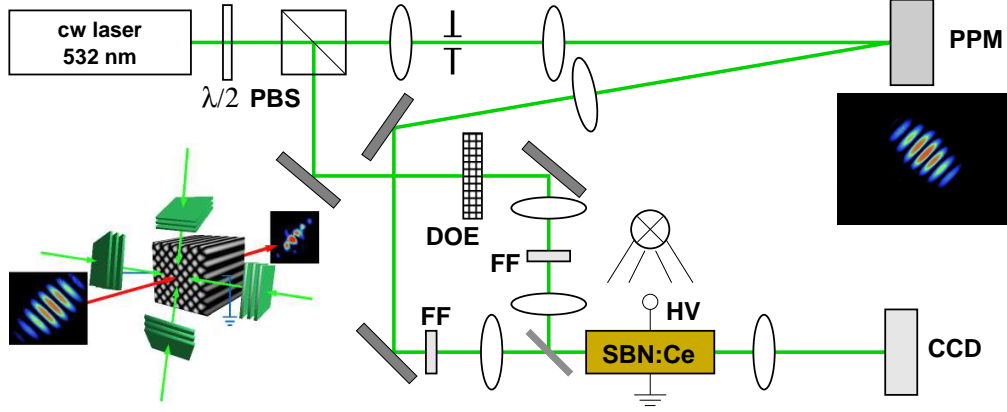 cw laser
532 nm
λ/2 PBS
PPM
DOE
FF
HV
FF
SBN:Ce
CCD